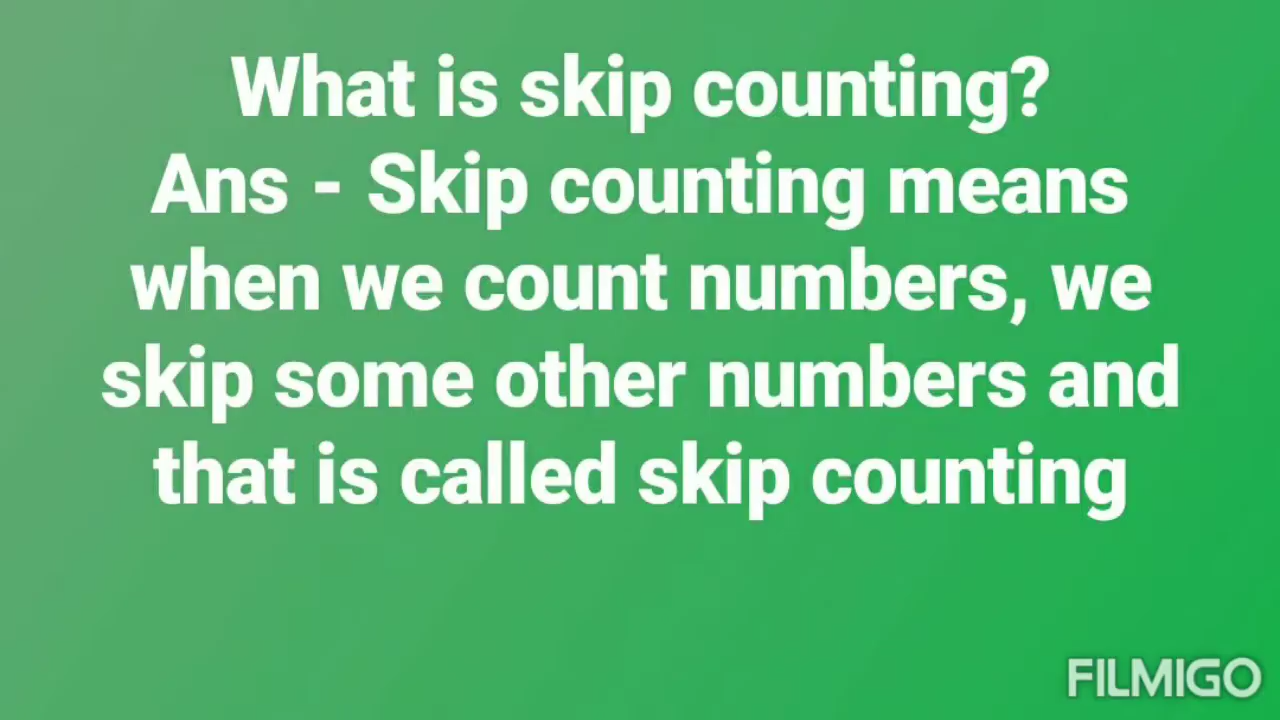 What is skip counting?
Ans - Skip counting means
when we count numbers, we
skip some other numbers and
that is called skip counting
FILMIGO